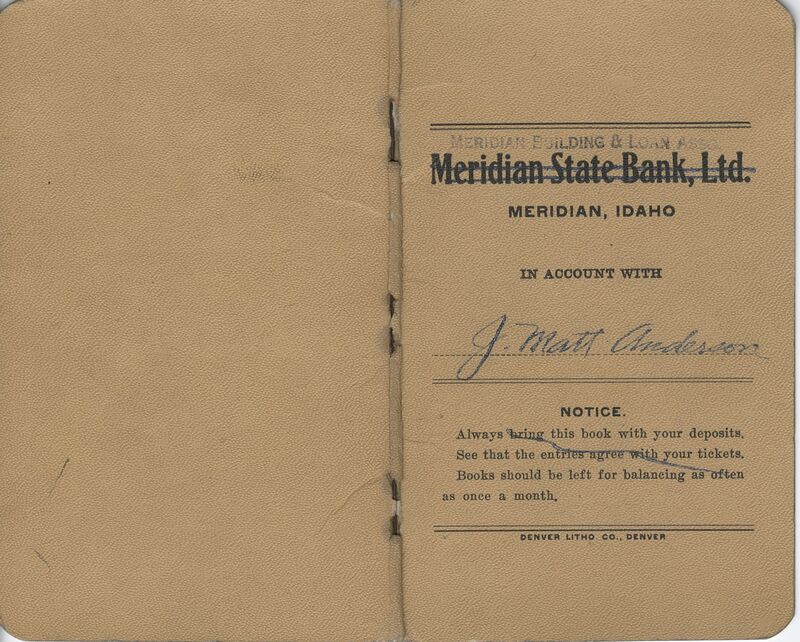 MERIDIAN BUILDING & LOAN ASSO.
Meridian State Bank, Ltd.
MERIDIAN, IDAHO
IN ACCOUNT WITH
J. Matt Anderson
NOTICE.
Always bring this book with your deposits.
See that the entries agree with your tickets.
Books should be left for balancing as often
as once a month.
DENVER LITHO CO., DENVER